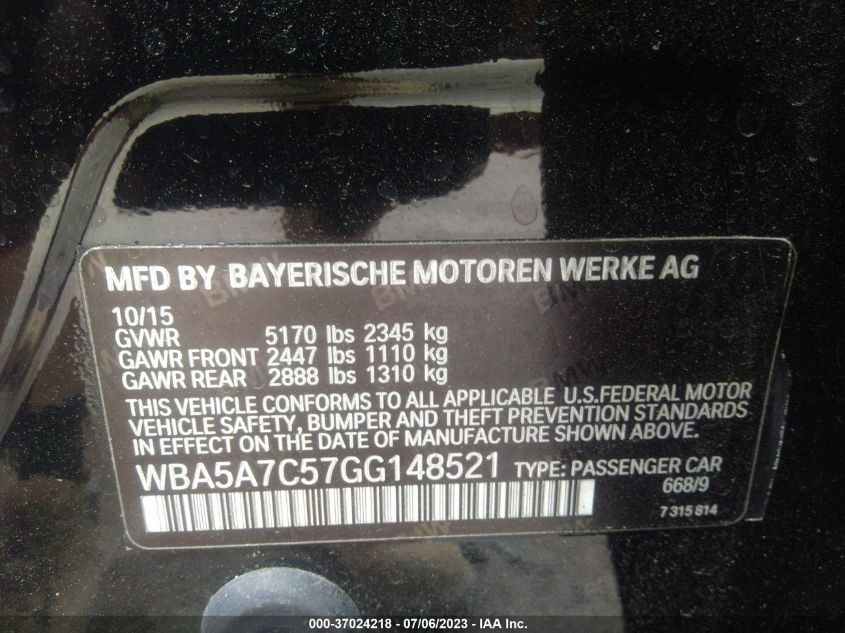 MFD BY BAYERISCHE MOTOREN WERKE AG
10/15
GVWR 5170 lbs 2345 kg
GAWR FRONT 2447 lbs 1110 kg
GAWR REAR 2888 lbs 1310 kg
THIS VEHICLE CONFORMS TO ALL APPLICABLE U.S.FEDERAL MOTOR
VEHICLE SAFETY, BUMPER AND THEFT PREVENTION STANDARDS
IN EFFECT ON THE DATE OF MANUFACTURE SHOWN ABOVE.
WBA5A7C57GG148521 TYPE: PASSENGER CAR
668/9
7 315 814
000-37024218 - 07/06/2023 - IAA Inc.